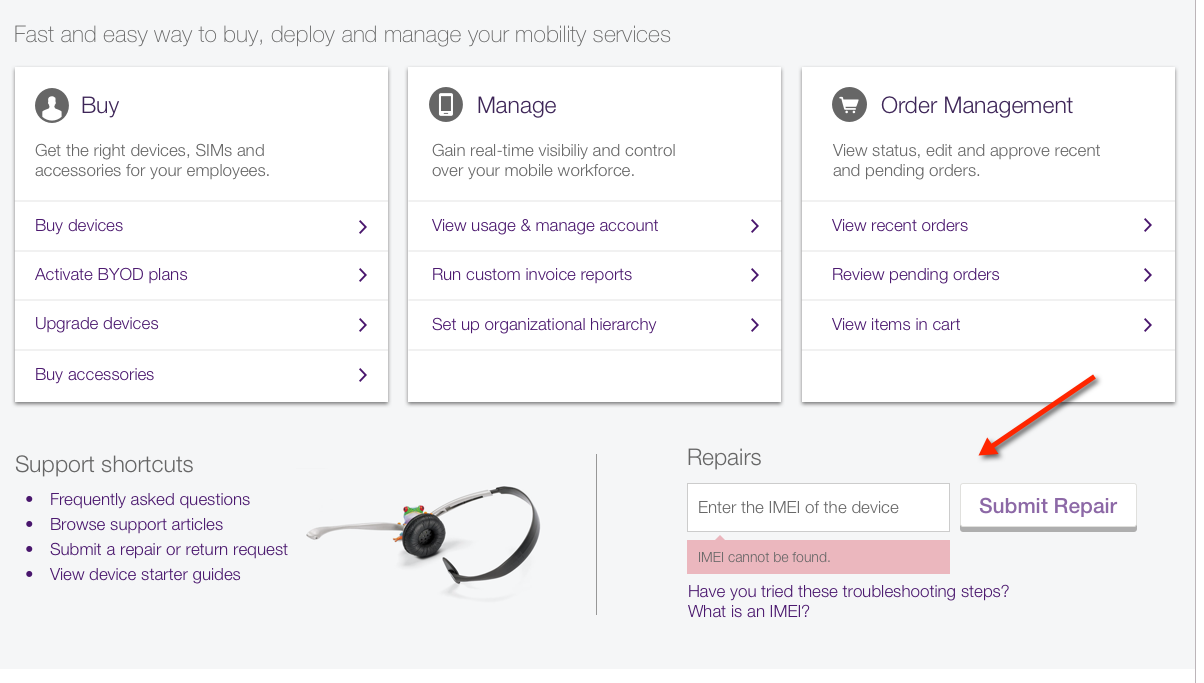 Fast and easy way to buy, deploy and manage your mobility services
Buy
Get the right devices, SIMs and
accessories for your employees.
Buy devices
Activate BYOD plans
Upgrade devices
Buy accessories
Manage
Gain real-time visibiliy and control
over your mobile workforce.
View usage & manage account
Run custom invoice reports
Set up organizational hierarchy
Order Management
View status, edit and approve recent
and pending orders.
View recent orders
Review pending orders
View items in cart
Support shortcuts
Frequently asked questions
Browse support articles
Submit a repair or return request
View device starter guides
Repairs
Enter the IMEI of the device
Submit Repair
IMEI cannot be found.
Have you tried these troubleshooting steps?
What is an IMEI?